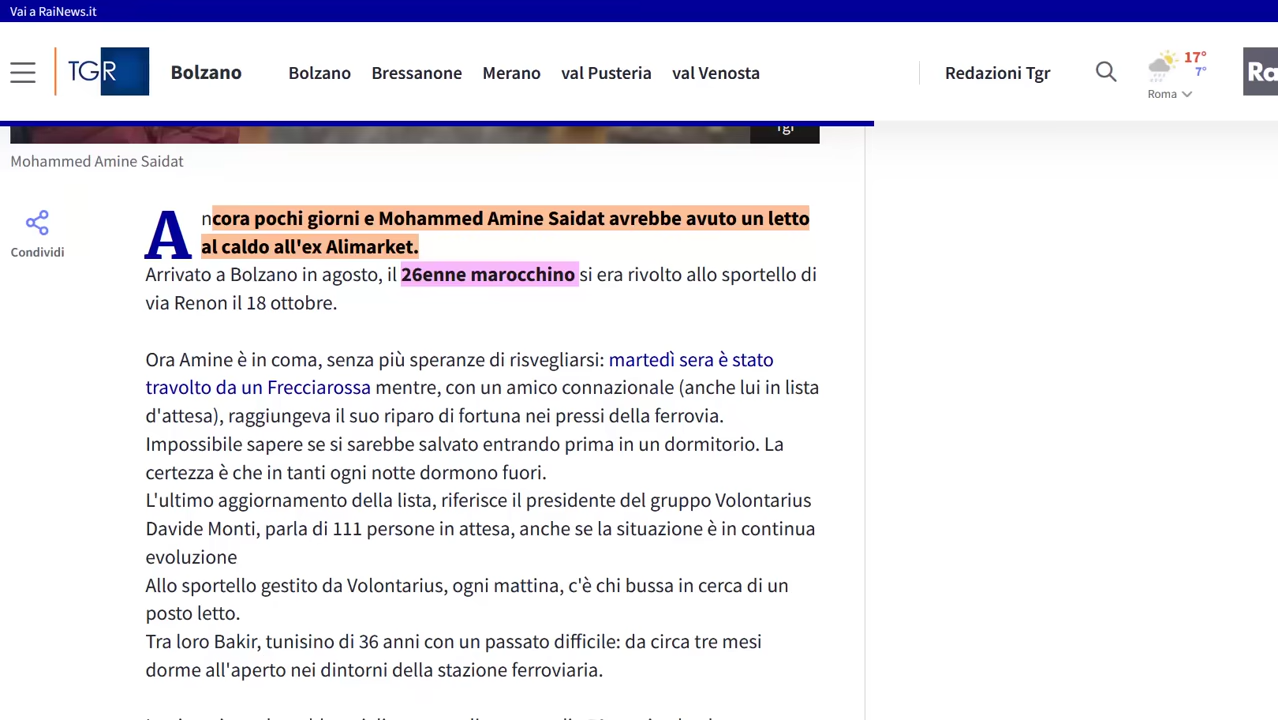 Vai a RaiNews.it
TGR Bolzano Bolzano Bressanone Merano val Pusteria val Venosta Redazioni Tgr 17° 7° Roma
Tgr
Mohammed Amine Saidat
Condividi
Ancora pochi giorni e Mohammed Amine Saidat avrebbe avuto un letto
al caldo all'ex Alimarket.
Arrivato a Bolzano in agosto, il 26enne marocchino si era rivolto allo sportello di
via Renon il 18 ottobre.
Ora Amine è in coma, senza più speranze di risvegliarsi: martedì sera è stato
travolto da un Frecciarossa mentre, con un amico connazionale (anche lui in lista
d'attesa), raggiungeva il suo riparo di fortuna nei pressi della ferrovia.
Impossibile sapere se si sarebbe salvato entrando prima in un dormitorio. La
certezza è che in tanti ogni notte dormono fuori.
L'ultimo aggiornamento della lista, riferisce il presidente del gruppo Volontarius
Davide Monti, parla di 111 persone in attesa, anche se la situazione è in continua
evoluzione
Allo sportello gestito da Volontarius, ogni mattina, c'è chi bussa in cerca di un
posto letto.
Tra loro Bakir, tunisino di 36 anni con un passato difficile: da circa tre mesi
dorme all'aperto nei dintorni della stazione ferroviaria.